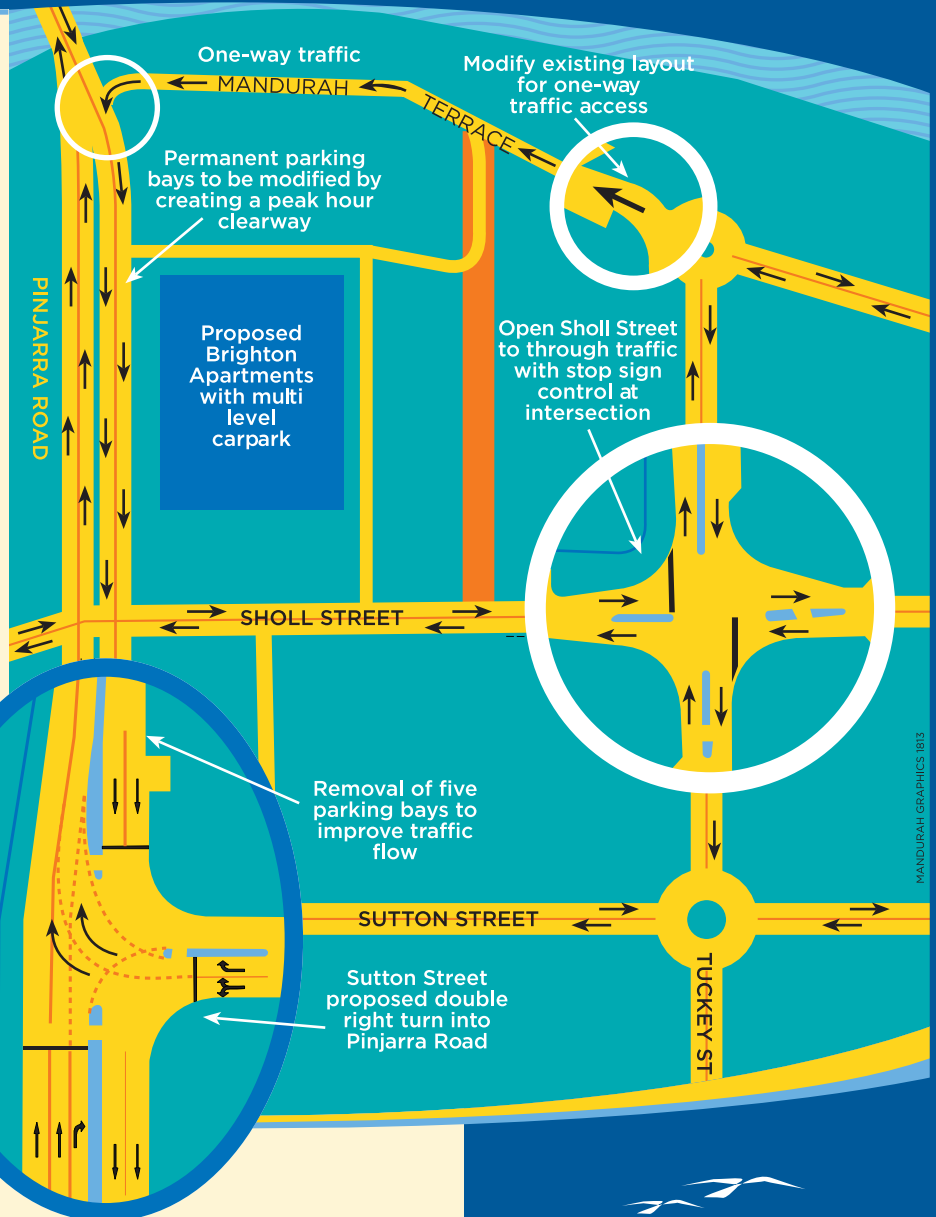 One-way traffic
MANDURAH
TERRACE
Modify existing layout
for one-way
traffic access
Permanent parking
bays to be modified by
creating a peak hour
clearway
PINJARRA ROAD
Proposed
Brighton
Apartments
with multi
level
carpark
Open Sholl Street
to through traffic
with stop sign
control at
intersection
SHOLL STREET
Removal of five
parking bays to
improve traffic
flow
SUTTON STREET
Sutton Street
proposed double
right turn into
Pinjarra Road
TUCKEY ST
MANDURAH GRAPHICS 1813